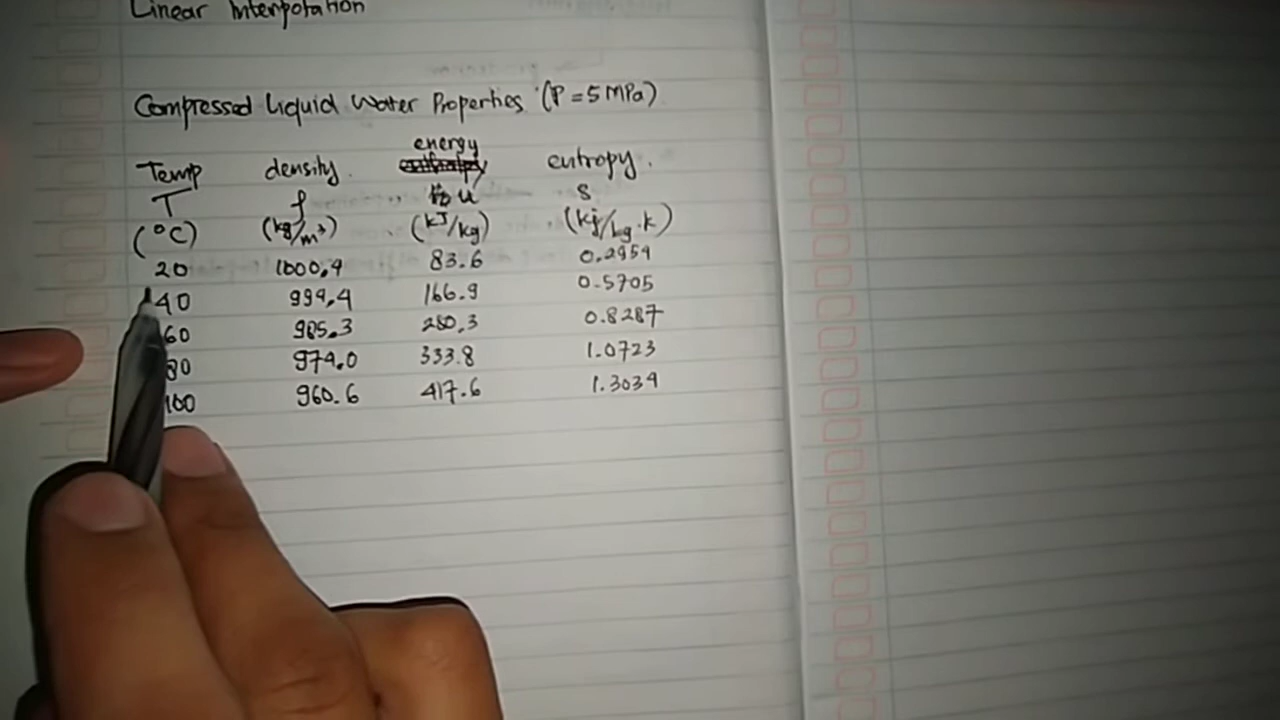 Linear Interpolation
Compressed Liquid Water Properties (P = 5 MPa)
Temp density. energy entropy.
T ρ u s
(°C) (kg/m³) (kJ/kg) (kj/kg.k)
20 1000,4 83.6 0.2954
40 994,4 166.9 0.5705
60 985.3 250,3 0.8287
80 974.0 333.8 1.0723
100 960.6 417.6 1.3034